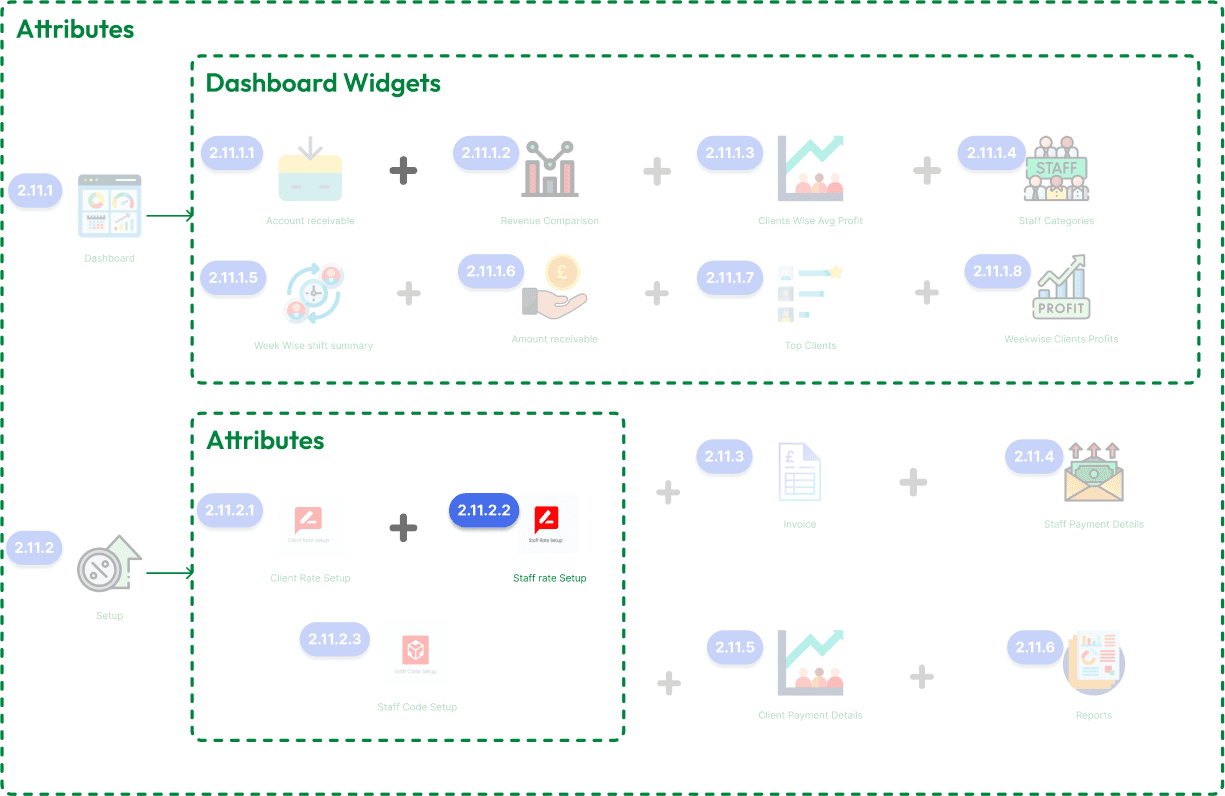 Attributes
Dashboard Widgets
2.11.1
Dashboard
2.11.1.1
Account receivable
2.11.1.2
Revenue Comparison
2.11.1.3
Clients Wise Avg Profit
2.11.1.4
STAFF
Staff Categories
2.11.1.5
Week Wise shift summary
2.11.1.6
£
Amount receivable
2.11.1.7
Top Clients
2.11.1.8
PROFIT
Weekwise Clients Profits
2.11.2
Setup
Attributes
2.11.2.1
Client Rate Setup
Client Rate Setup
2.11.2.2
Staff Rate Setup
Staff rate Setup
2.11.2.3
Staff Code Setup
Staff Code Setup
2.11.3
£
Invoice
2.11.4
Staff Payment Details
2.11.5
Client Payment Details
2.11.6
Reports